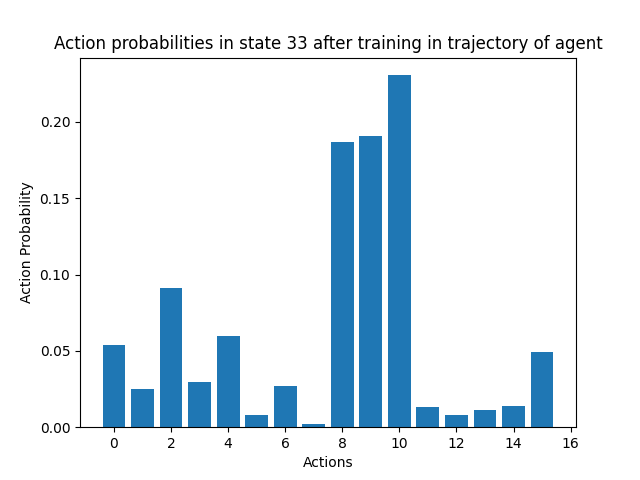 Action probabilities in state 33 after training in trajectory of agent
0.20
0.15
0.10
0.05
0.00
Action Probability
0 2 4 6 8 10 12 14 16
Actions